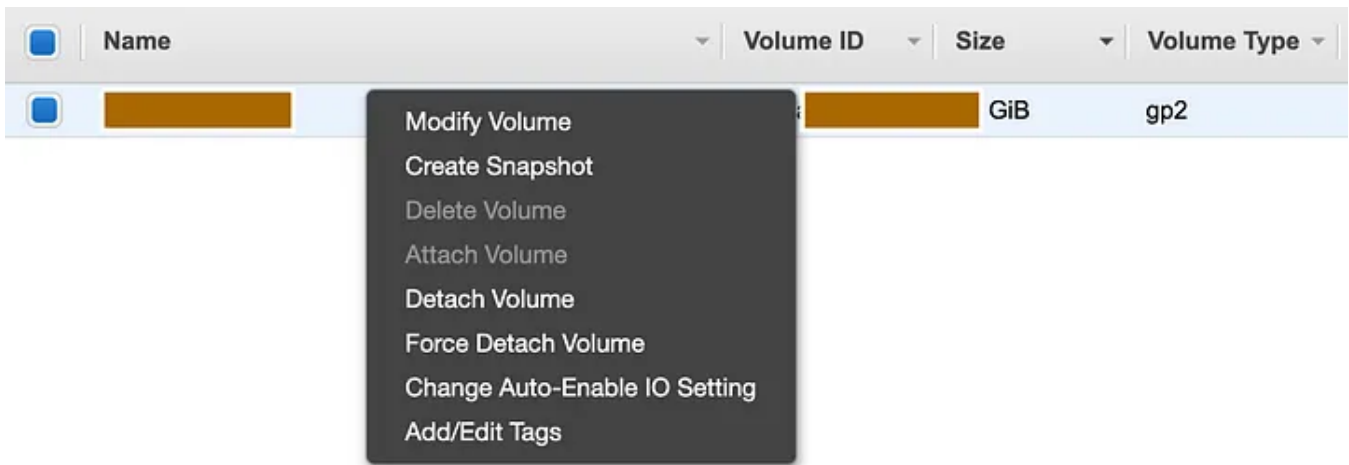 Name Volume ID Size Volume Type
GiB gp2
Modify Volume
Create Snapshot
Delete Volume
Attach Volume
Detach Volume
Force Detach Volume
Change Auto-Enable IO Setting
Add/Edit Tags